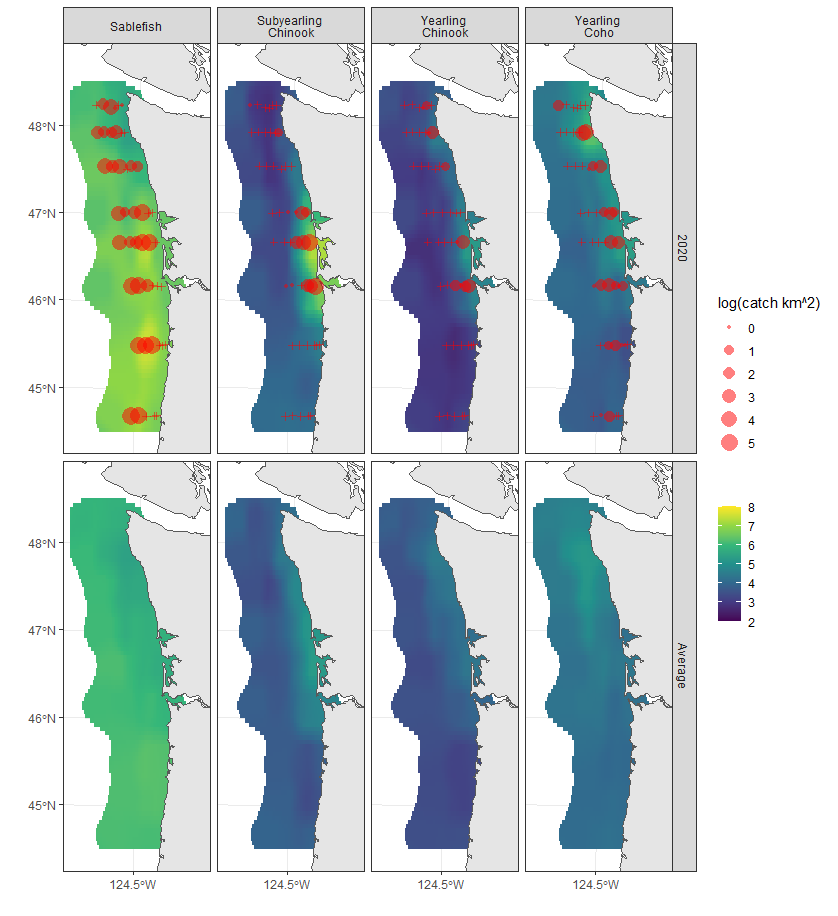 Sablefish
Subyearling
Chinook
Yearling
Chinook
Yearling
Coho
48°N
47°N
46°N
45°N
2020
log(catch km^2)
0
1
2
3
4
5
8
7
6
5
4
3
2
48°N
47°N
46°N
45°N
Average
124.5°W
124.5°W
124.5°W
124.5°W